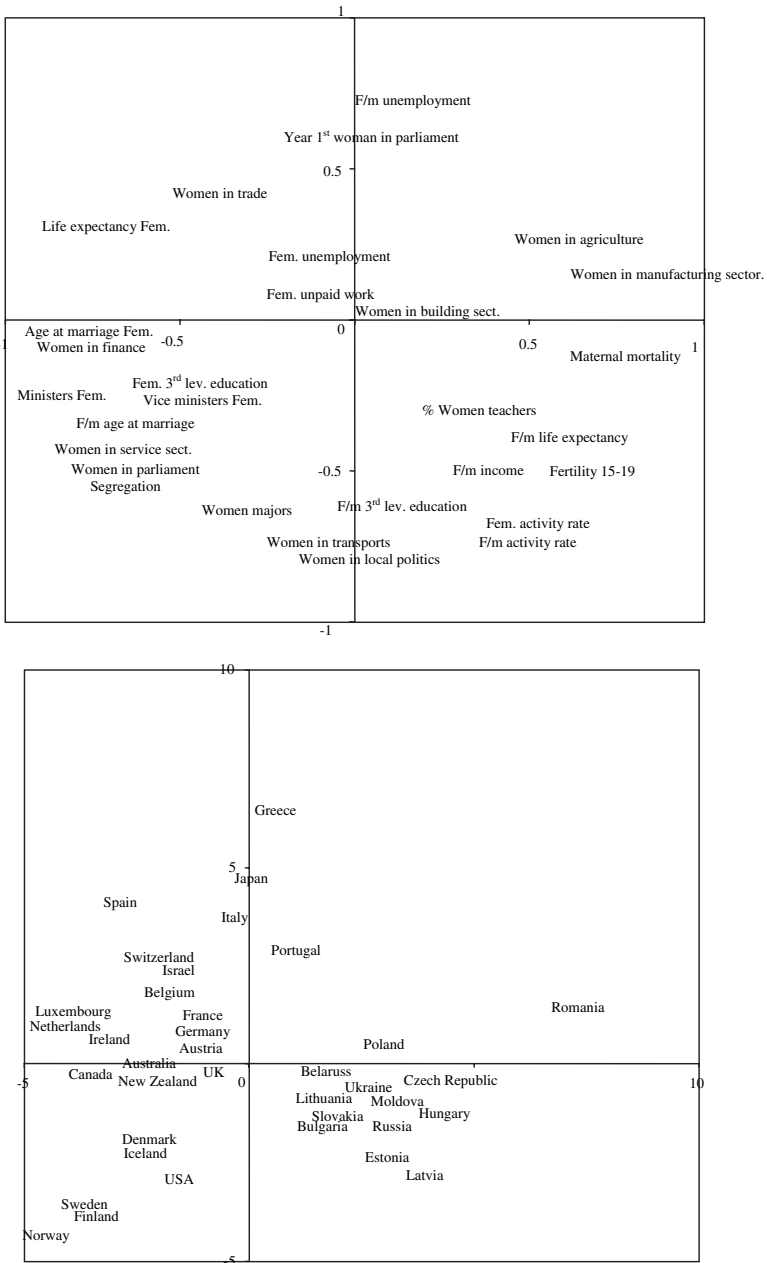 1
F/m unemployment
Year 1st woman in parliament
0.5
Women in trade
Life expectancy Fem.
Women in agriculture
Fem. unemployment
Women in manufacturing sector.
Fem. unpaid work
Women in building sect.
Age at marriage Fem.
0
1 -0.5 0.5 1
Women in finance
Maternal mortality
Fem. 3rd lev. education
Ministers Fem.
Vice ministers Fem.
% Women teachers
F/m age at marriage
F/m life expectancy
Women in service sect.
Women in parliament
-0.5
F/m income
Fertility 15-19
Segregation
F/m 3rd lev. education
Women majors
Fem. activity rate
Women in transports
F/m activity rate
Women in local politics
-1
10
Greece
5
Japan
Spain
Italy
Portugal
Switzerland
Israel
Belgium
Romania
Luxembourg
France
Netherlands
Germany
Ireland
Poland
Austria
Australia
Canada
UK
Belaruss
New Zealand
-5 0 10
Czech Republic
Ukraine
Lithuania
Moldova
Hungary
Slovakia
Bulgaria
Russia
Denmark
Iceland
Estonia
USA
Latvia
Sweden
Finland
Norway
-5